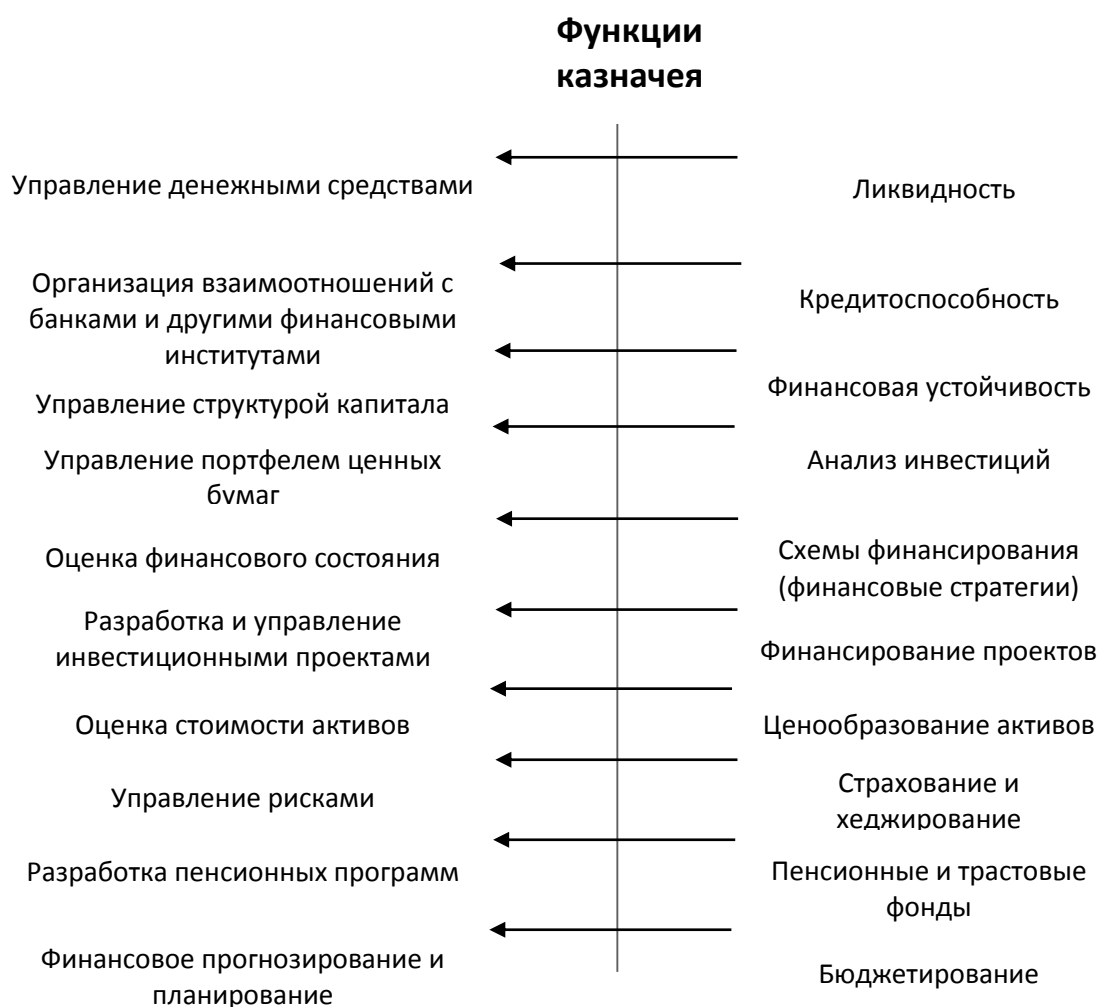 Функции
казначея
Управление денежными средствами
Ликвидность
Организация взаимоотношений с
банками и другими финансовыми
институтами
Кредитоспособность
Управление структурой капитала
Финансовая устойчивость
Управление портфелем ценных
бумаг
Анализ инвестиций
Оценка финансового состояния
Схемы финансирования
(финансовые стратегии)
Разработка и управление
инвестиционными проектами
Финансирование проектов
Оценка стоимости активов
Ценообразование активов
Управление рисками
Страхование и
хеджирование
Разработка пенсионных программ
Пенсионные и трастовые
фонды
Финансовое прогнозирование и
планирование
Бюджетирование